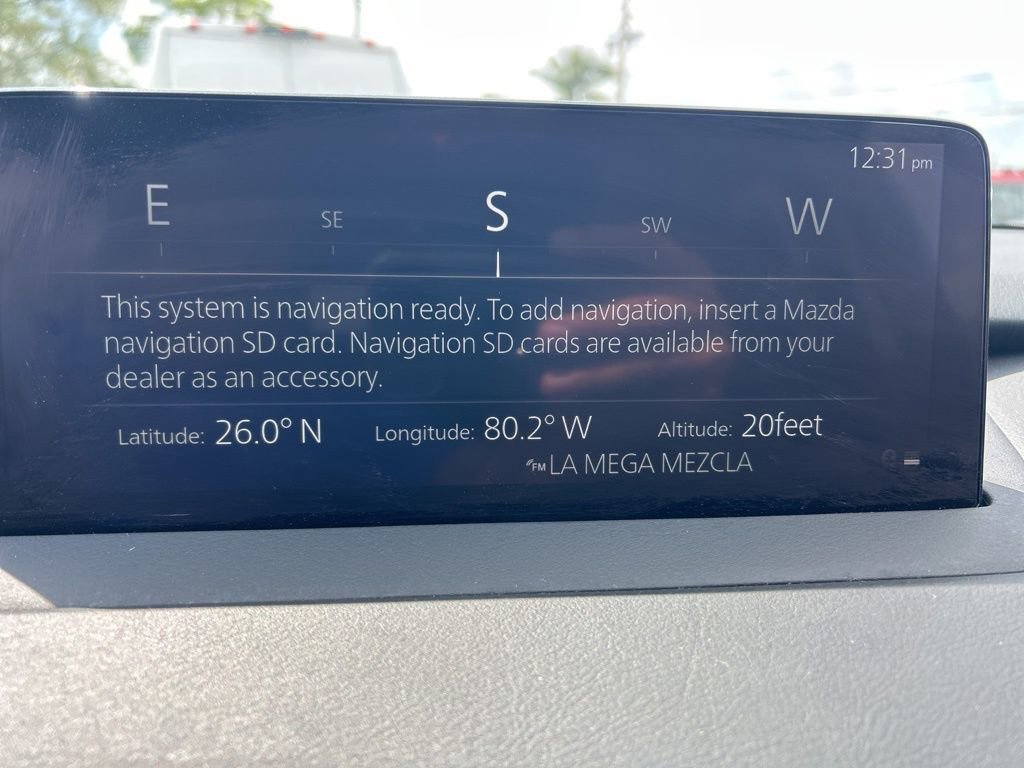 12:31 pm
E SE S SW W
This system is navigation ready. To add navigation, insert a Mazda
navigation SD card. Navigation SD cards are available from your
dealer as an accessory.
Latitude: 26.0° N Longitude: 80.2° W Altitude: 20feet
FM LA MEGA MEZCLA